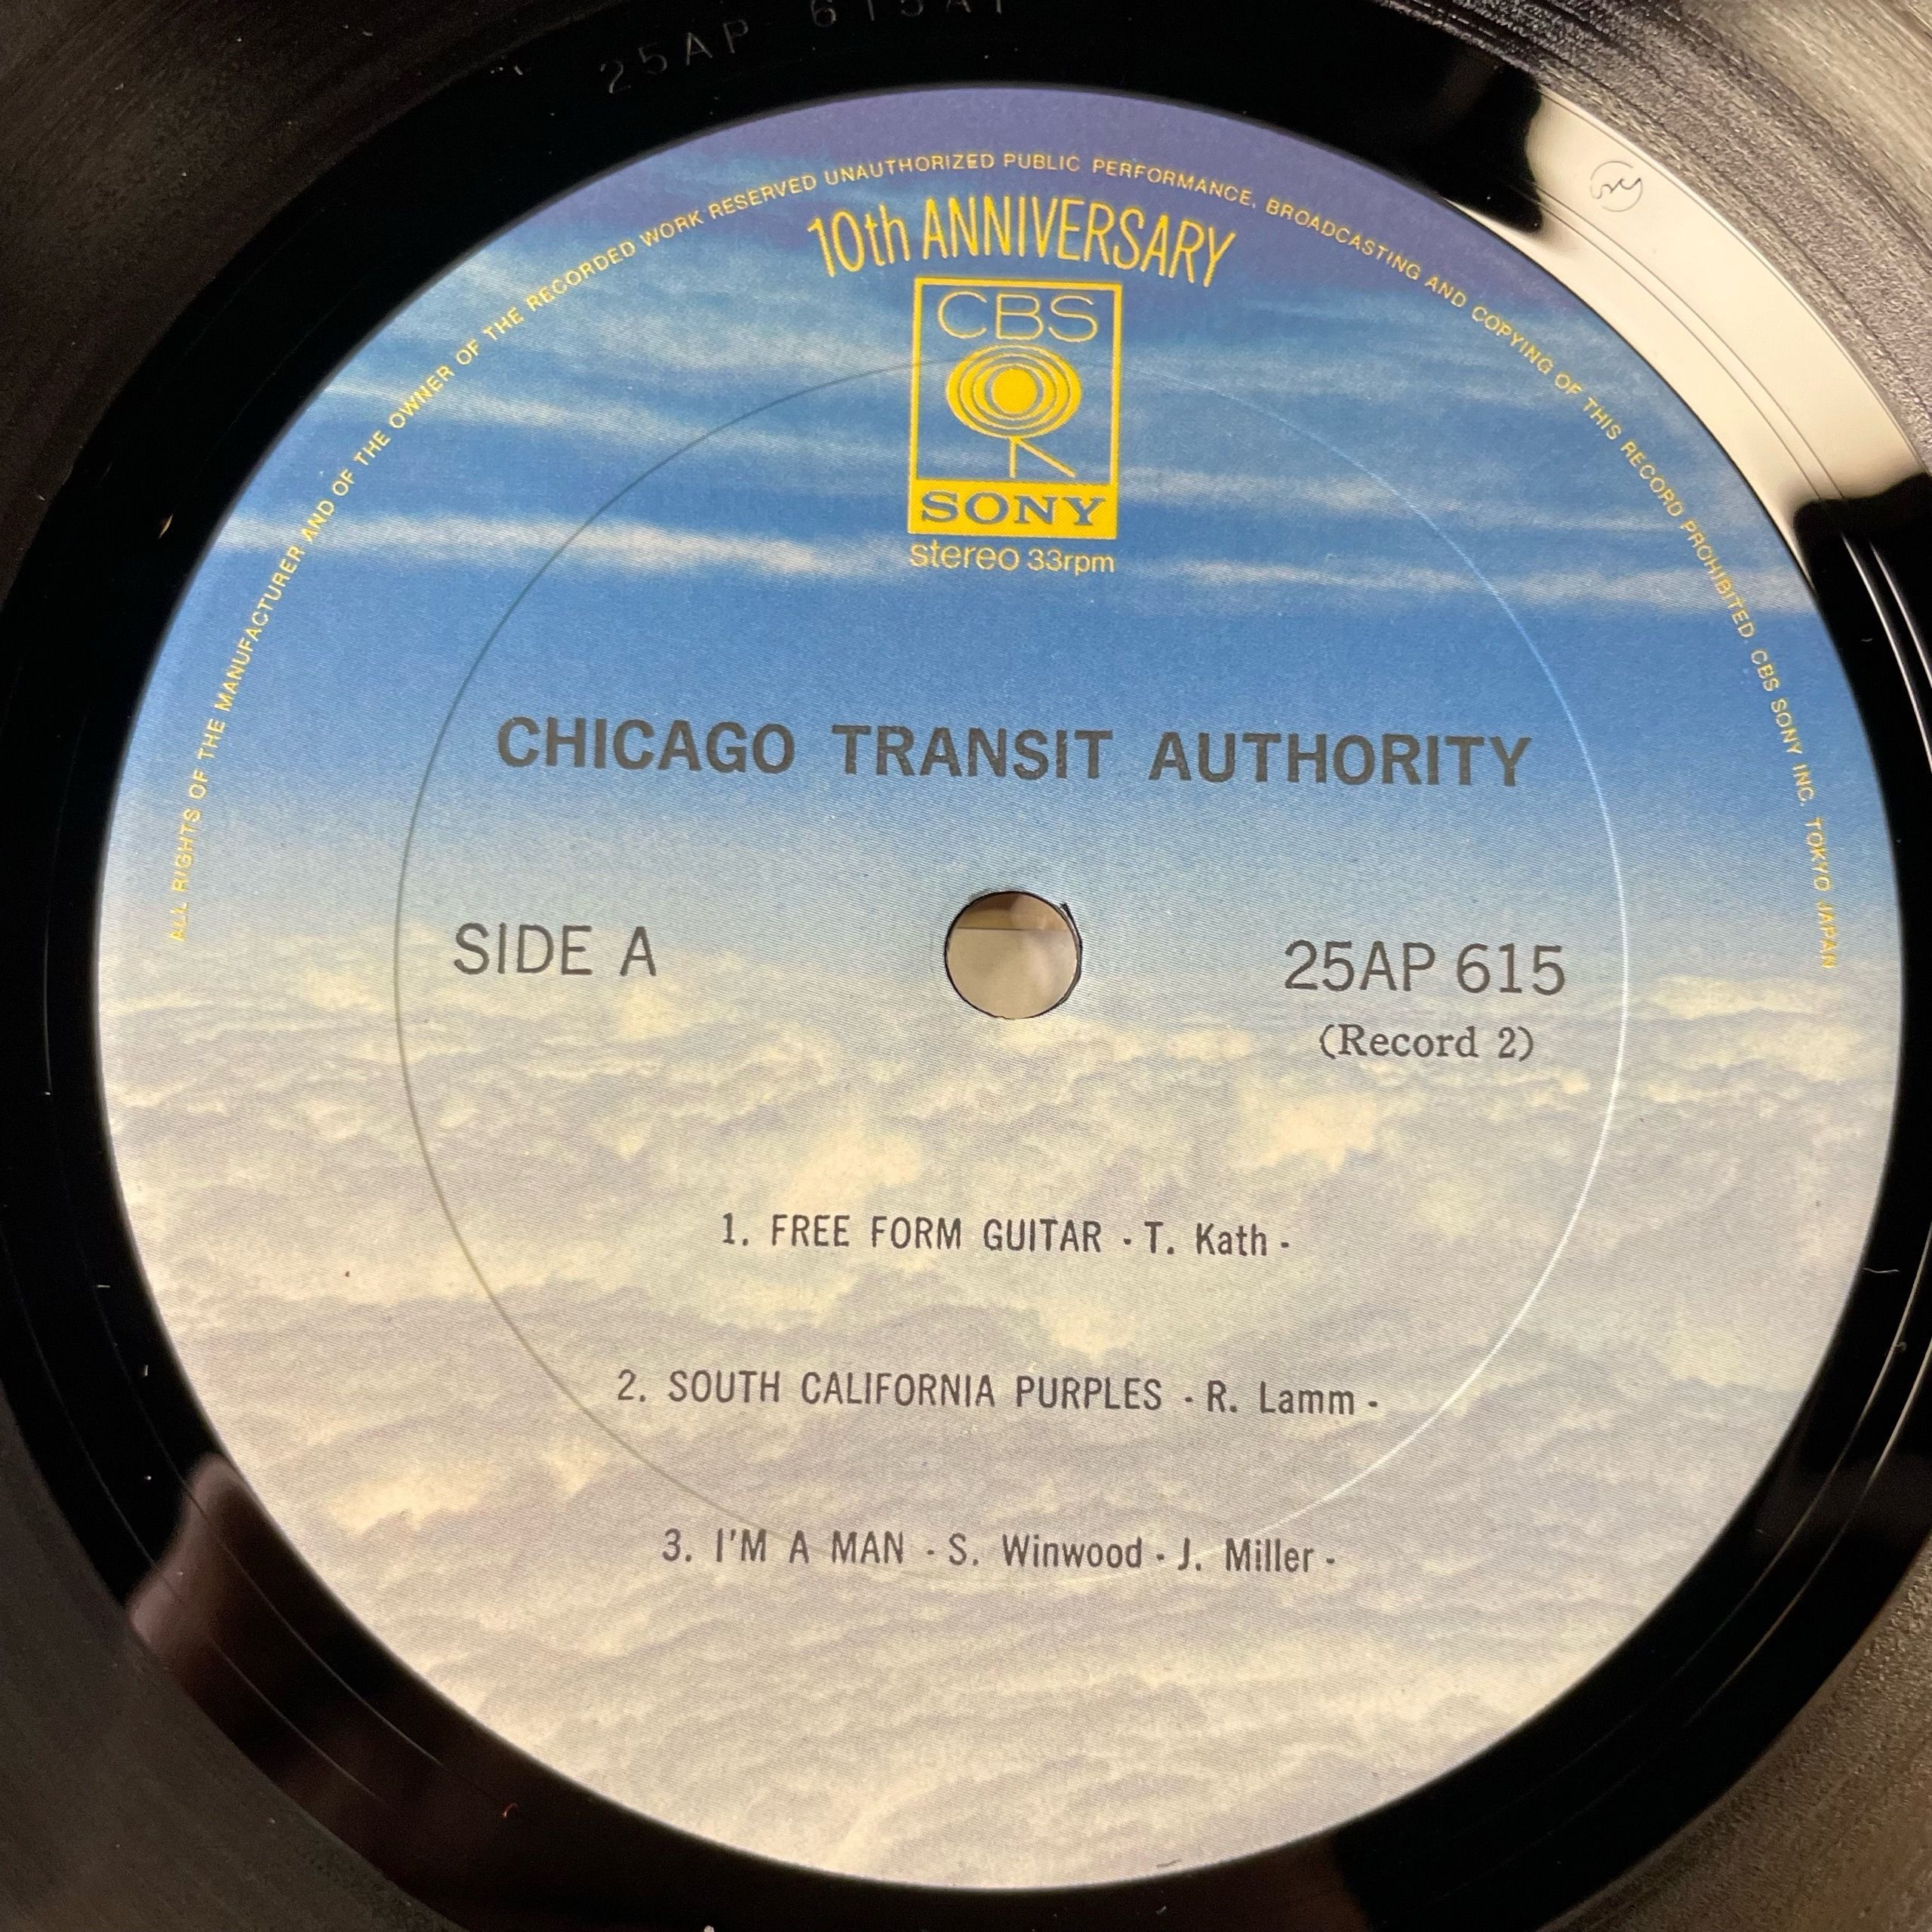 25AP 615A1
ALL RIGHTS OF THE MANUFACTURER AND OF THE OWNER OF THE RECORDED WORK RESERVED UNAUTHORIZED PUBLIC PERFORMANCE, BROADCASTING AND COPYING OF THIS RECORD PROHIBITED CBS SONY INC. TOKYO JAPAN
10th ANNIVERSARY
CBS
SONY
stereo 33rpm
CHICAGO TRANSIT AUTHORITY
SIDE A
25AP 615
(Record 2)
1. FREE FORM GUITAR - T. Kath -
2. SOUTH CALIFORNIA PURPLES - R. Lamm -
3. I'M A MAN - S. Winwood - J. Miller -